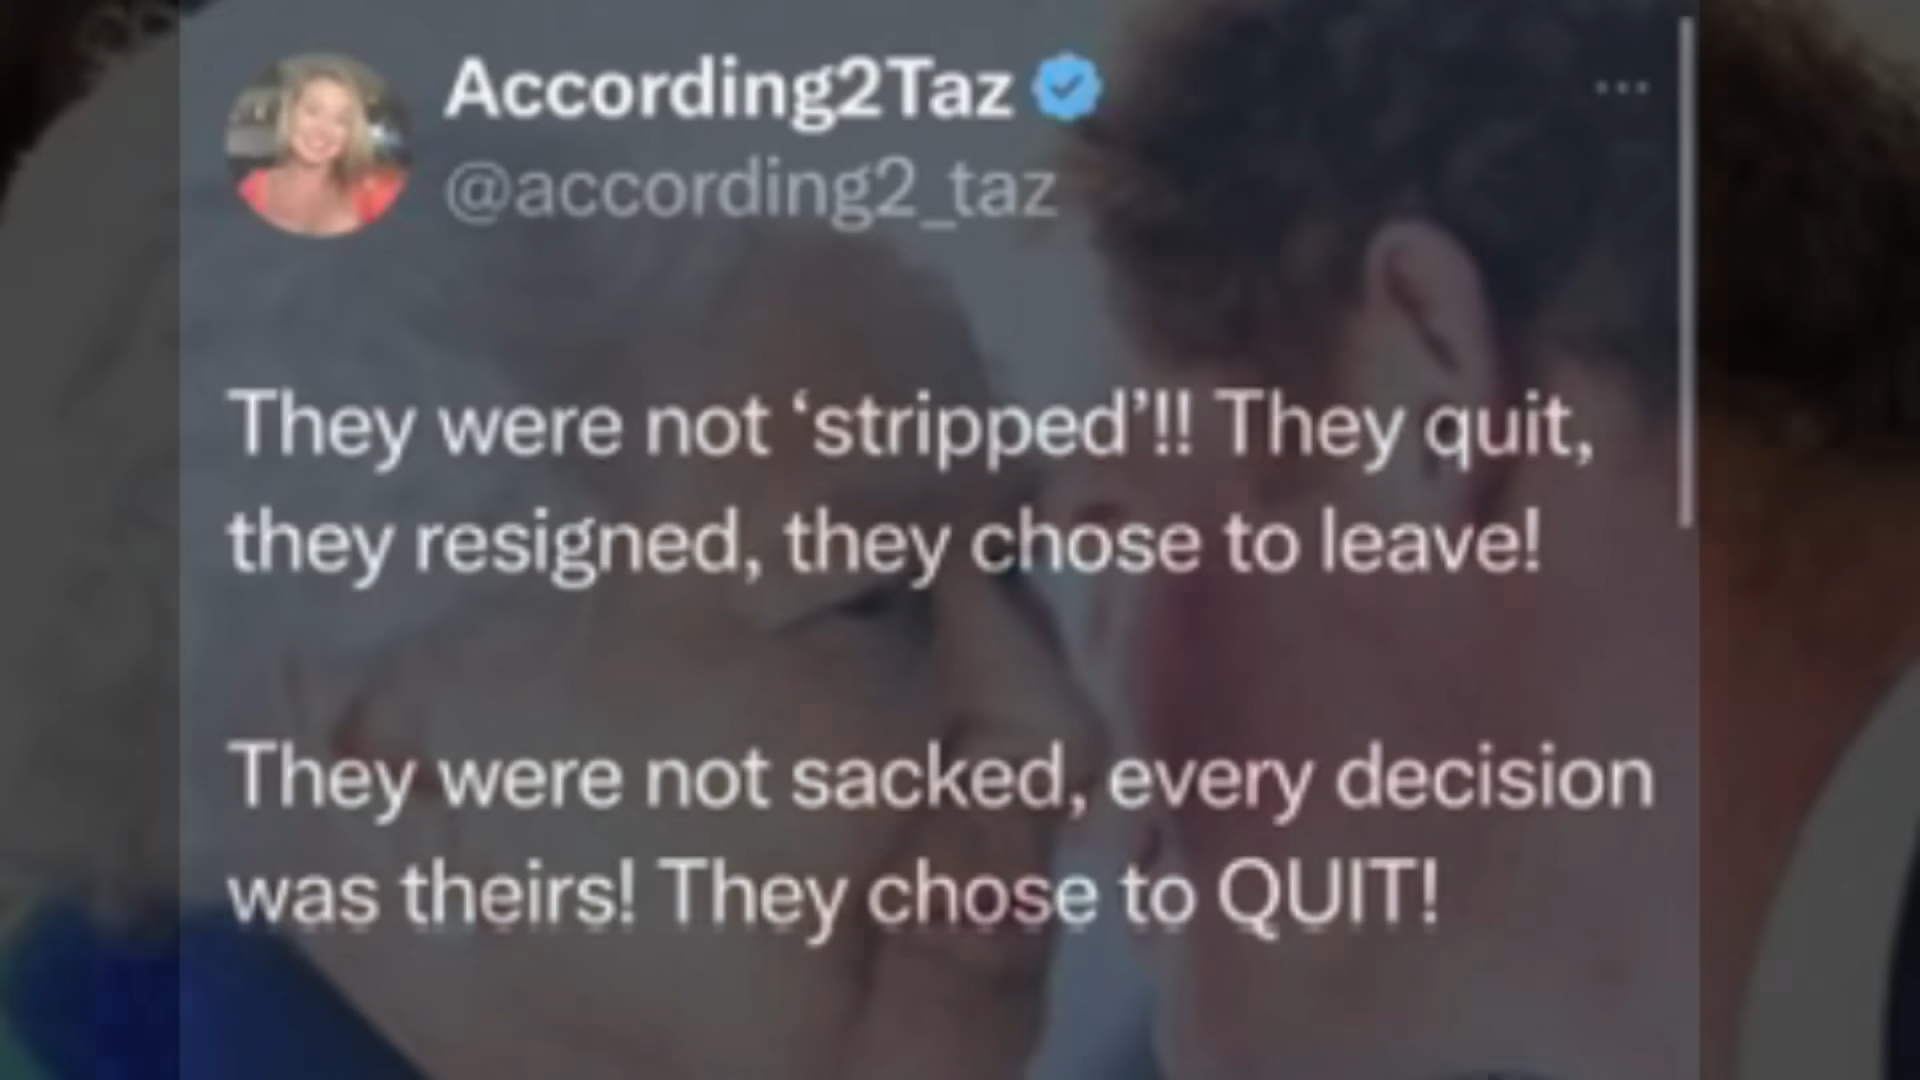 According2Taz
@according2_taz
They were not ‘stripped’!! They quit,
they resigned, they chose to leave!
They were not sacked, every decision
was theirs! They chose to QUIT!